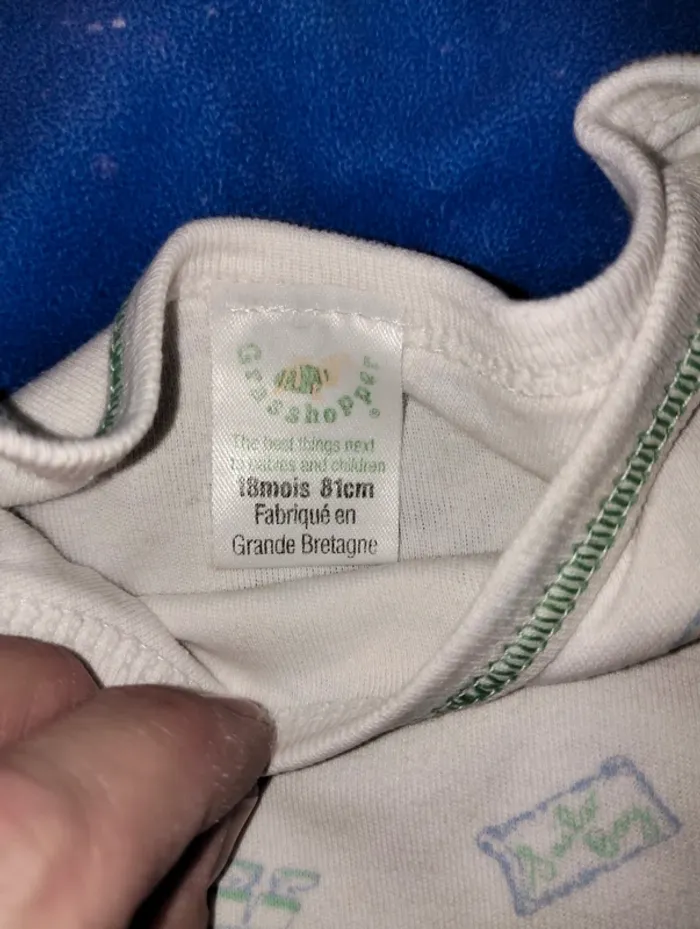 Grasshopper®
The best things next
to babies and children
18mois 81cm
Fabriqué en
Grande Bretagne